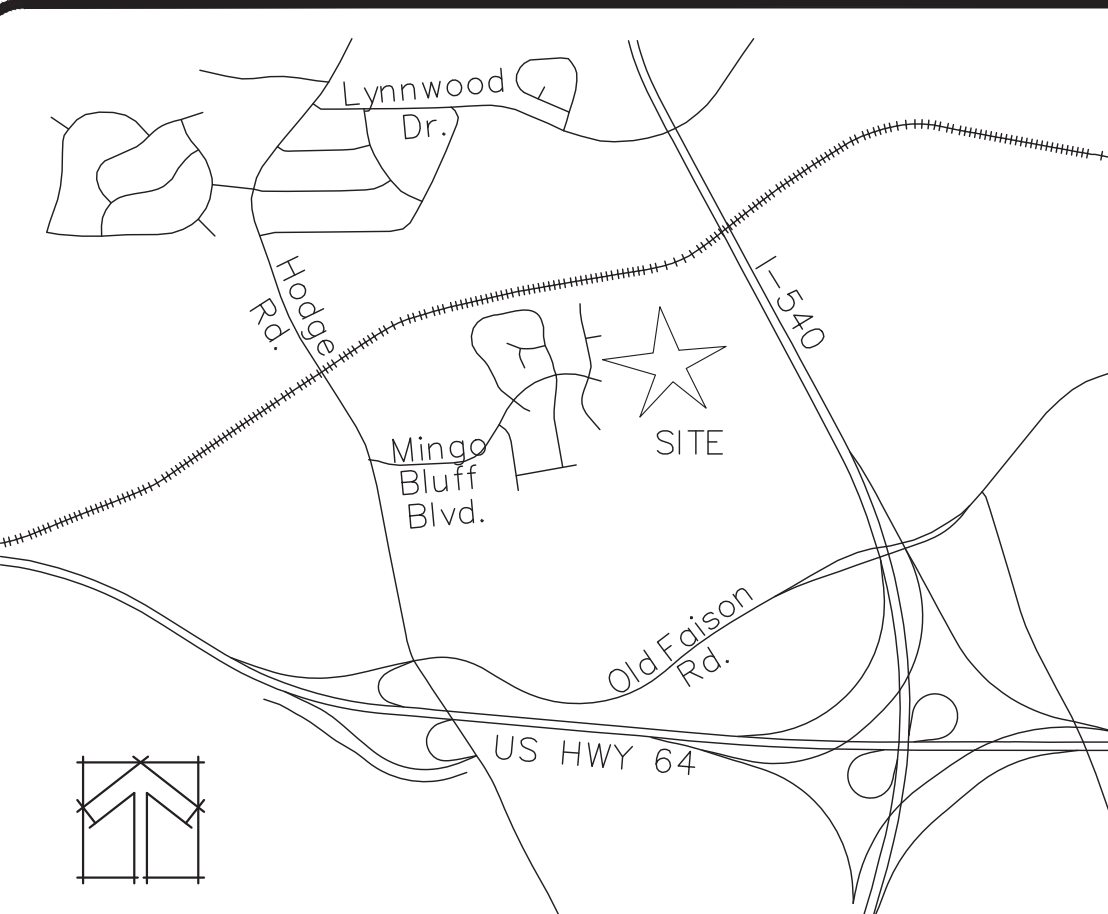 Lynnwood
Dr.
Hodge
Rd.
I-540
SITE
Mingo
Bluff
Blvd.
Old Faison
Rd.
US HWY 64